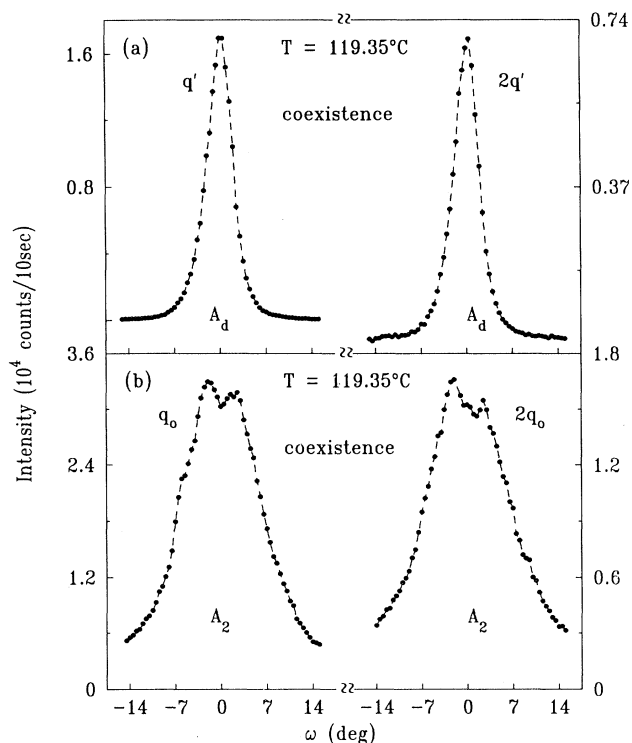 (a) T = 119.35°C
q' 2q'
coexistence
A_d A_d
1.6
0.8
0.74
0.37
(b) T = 119.35°C
q_o 2q_o
coexistence
A_2 A_2
3.6
2.4
1.2
0
1.8
1.2
0.6
0
Intensity (10^4 counts/10sec)
-14 -7 0 7 14 -14 -7 0 7 14
ω (deg)